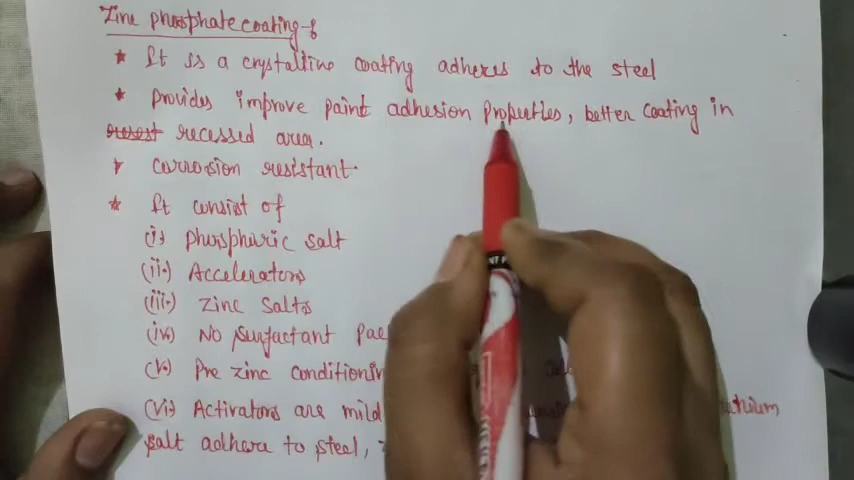 Zinc phosphate coating -:
* It is a crystalline coating adheres to the steel
* provides improve paint adhesion properties, better coating in
recessed area.
* corrosion resistant.
* It consist of
(i) phosphoric salt
(ii.) Accelerators
(iii.) zinc salts
(iv.) No surfactant
(v.) Pre zinc conditionin
(vi) Activators are mild
salt adhere to steel,